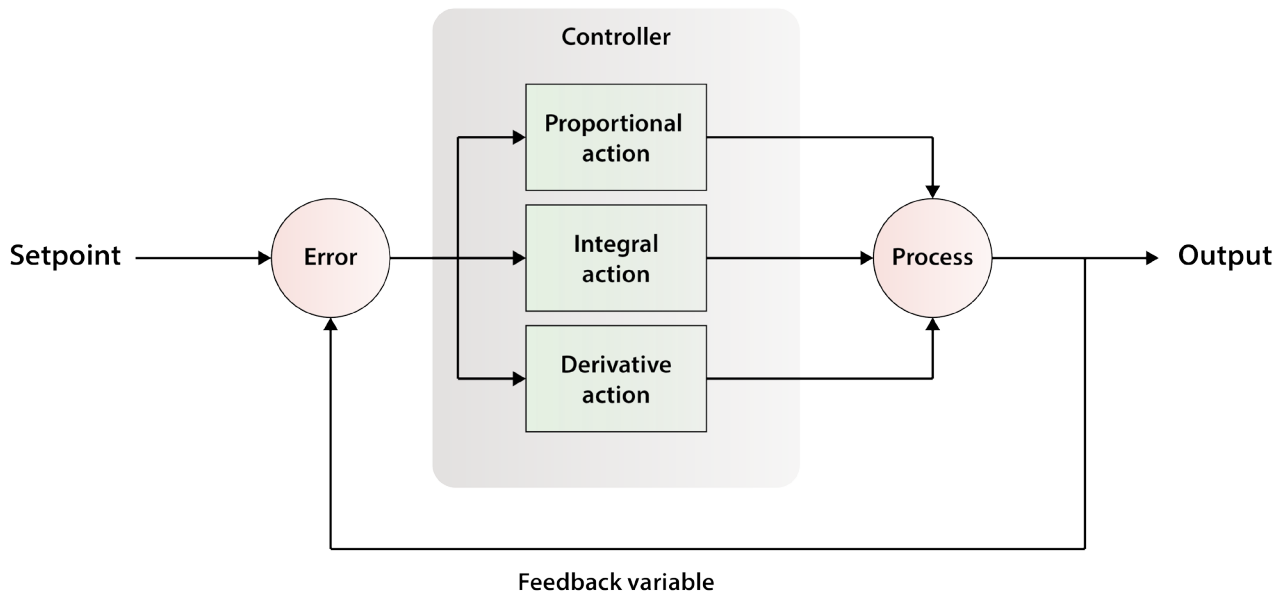 Controller
Proportional
action
Setpoint
Error
Integral
action
Process
Output
Derivative
action
Feedback variable